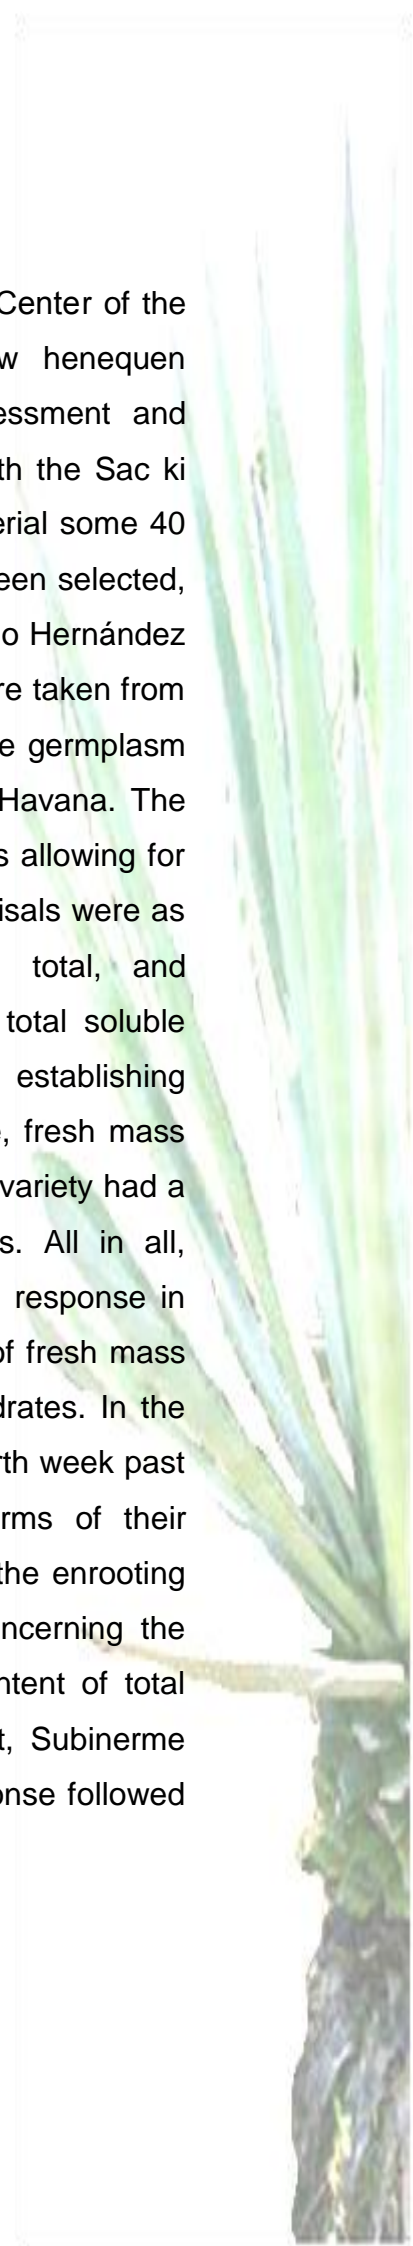 Center of the
w henequen
essment and
th the Sac ki
erial some 40
een selected,
o Hernández
re taken from
e germplasm
Havana. The
s allowing for
isals were as
total, and
total soluble
establishing
, fresh mass
variety had a
s. All in all,
response in
of fresh mass
drates. In the
rth week past
rms of their
the enrooting
ncerning the
ntent of total
t, Subinerme
onse followed